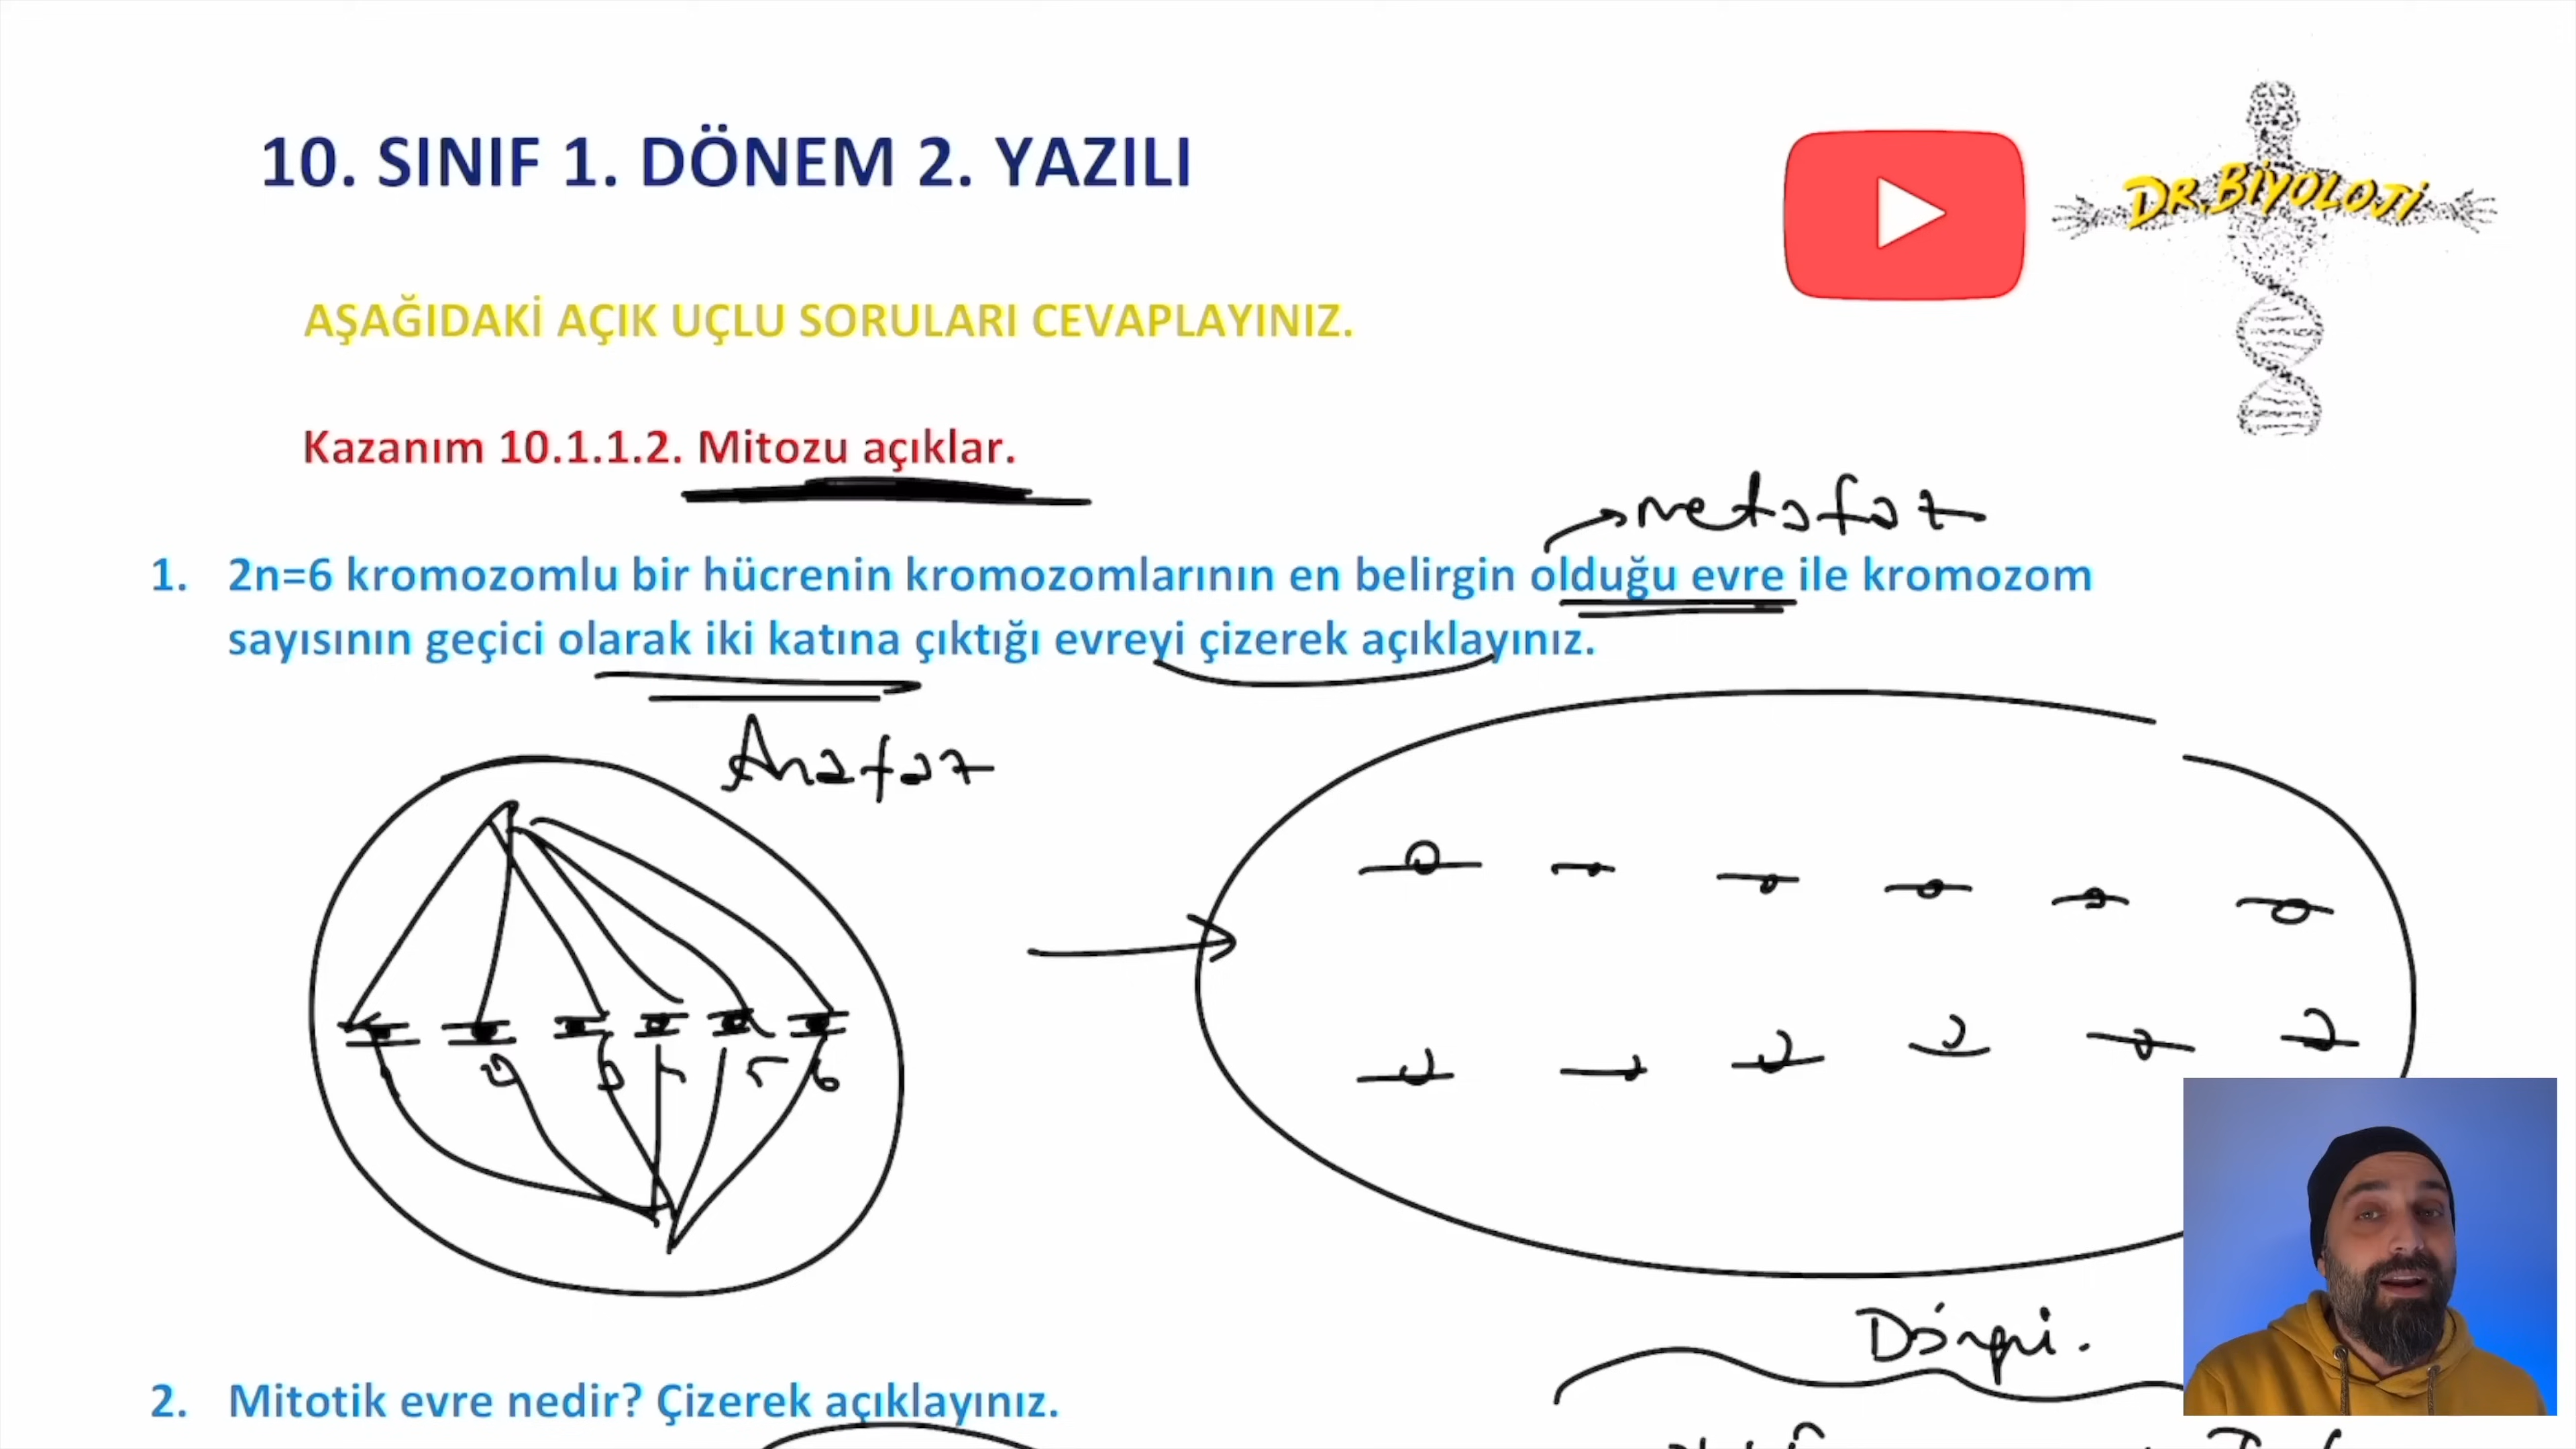 10. SINIF 1. DÖNEM 2. YAZILI
DR.BİYOLOJİ
AŞAĞIDAKİ AÇIK UÇLU SORULARI CEVAPLAYINIZ.
Kazanım 10.1.1.2. Mitozu açıklar.
metafaz
1. 2n=6 kromozomlu bir hücrenin kromozomlarının en belirgin olduğu evre ile kromozom
sayısının geçici olarak iki katına çıktığı evreyi çizerek açıklayınız.
Anafaz
5 6
2. Mitotik evre nedir? Çizerek açıklayınız.